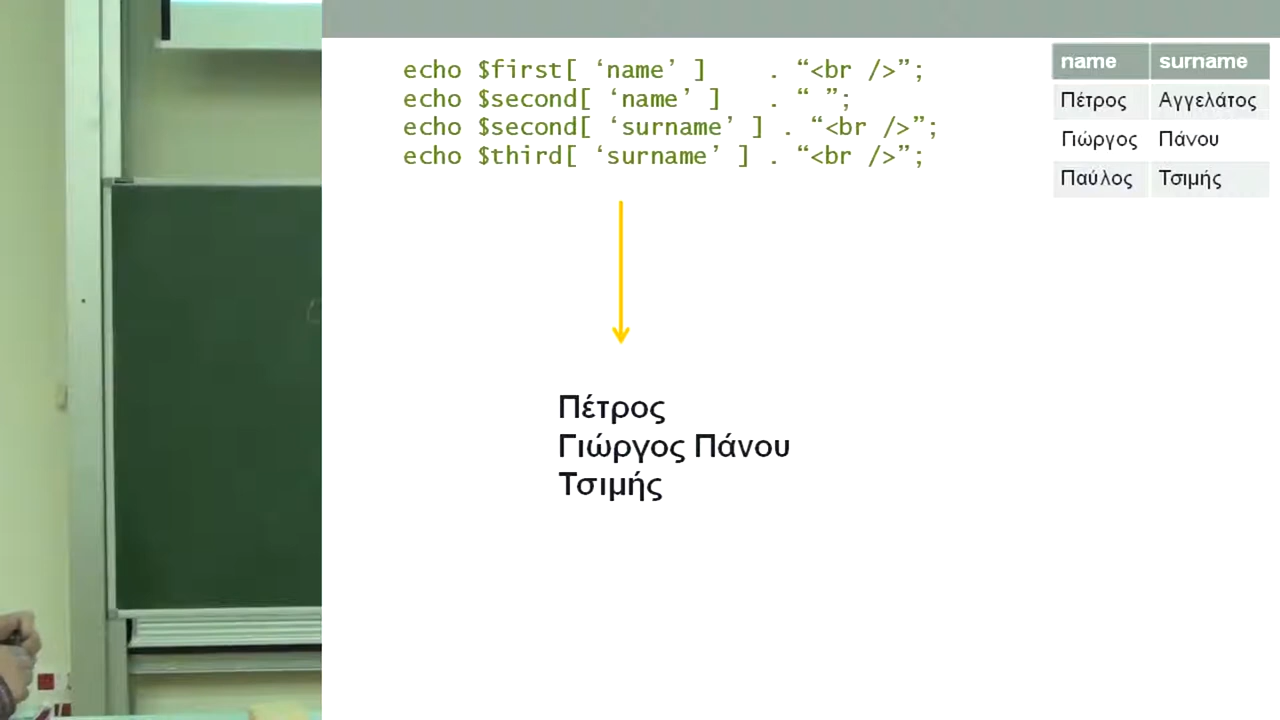 echo $first[ ‘name’ ] . “<br />”;
echo $second[ ‘name’ ] . “ ”;
echo $second[ ‘surname’ ] . “<br />”;
echo $third[ ‘surname’ ] . “<br />”;
name surname
Πέτρος Αγγελάτος
Γιώργος Πάνου
Παύλος Τσιμής
Πέτρος
Γιώργος Πάνου
Τσιμής